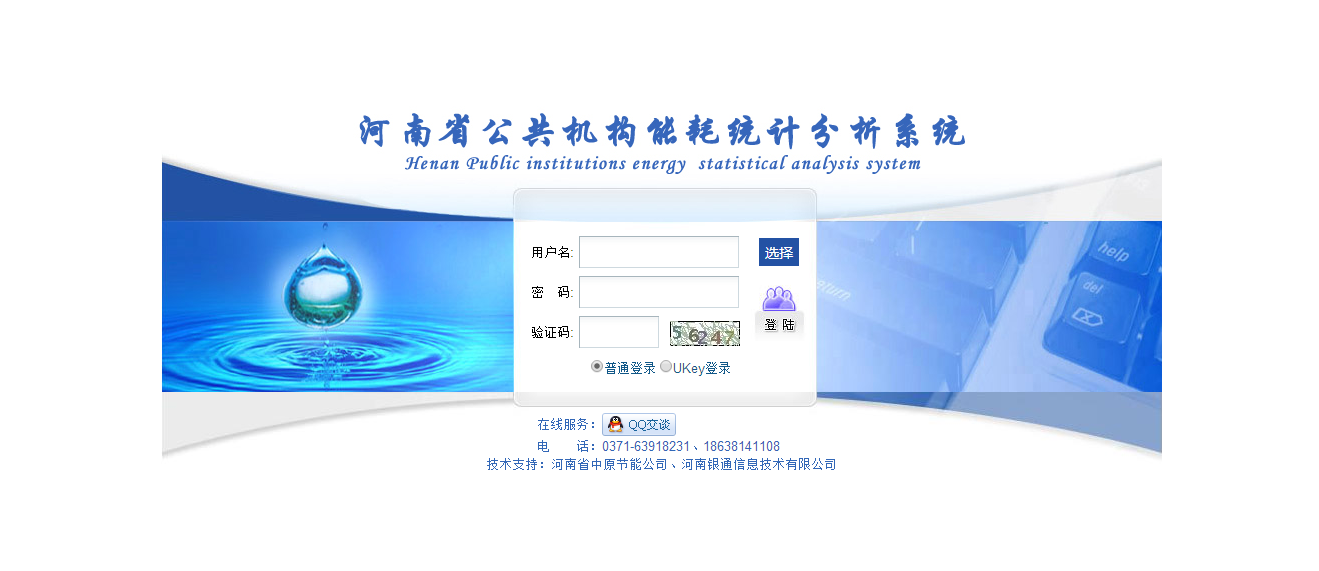 河南省公共机构能耗统计分析系统
Henan Public institutions energy statistical analysis system
用户名:
选择
密 码:
登 陆
验证码:
56247
普通登录 UKey登录
在线服务： QQ交谈
电 话：0371-63918231、18638141108
技术支持：河南省中原节能公司、河南银通信息技术有限公司
return
help
del